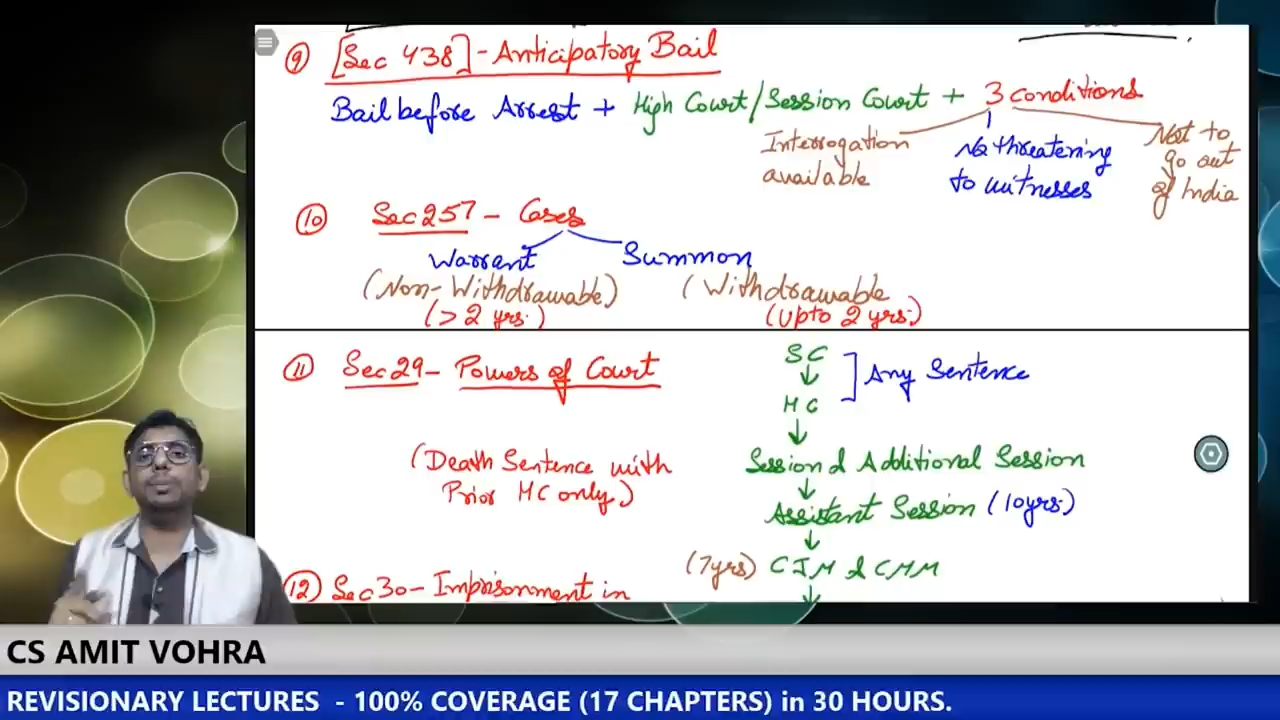 ⑨ [Sec 438] - Anticipatory Bail
Bail before Arrest + High Court/Session Court + 3 conditions
Interrogation available
No threatening to witnesses
Not to go out of India
⑩ Sec 257 - Cases
Warrant
Summon
(Non-Withdrawable)
(Withdrawable
(> 2 yrs.)
(Upto 2 yrs.)
⑪ Sec 29 - Powers of Court
SC
HC
] Any Sentence
(Death Sentence with
Prior HC only)
Session & Additional Session
Assistant Session (10yrs)
(7yrs) CJM & CMM
⑫ Sec 30 - Imprisonment in
CS AMIT VOHRA
REVISIONARY LECTURES - 100% COVERAGE (17 CHAPTERS) in 30 HOURS.